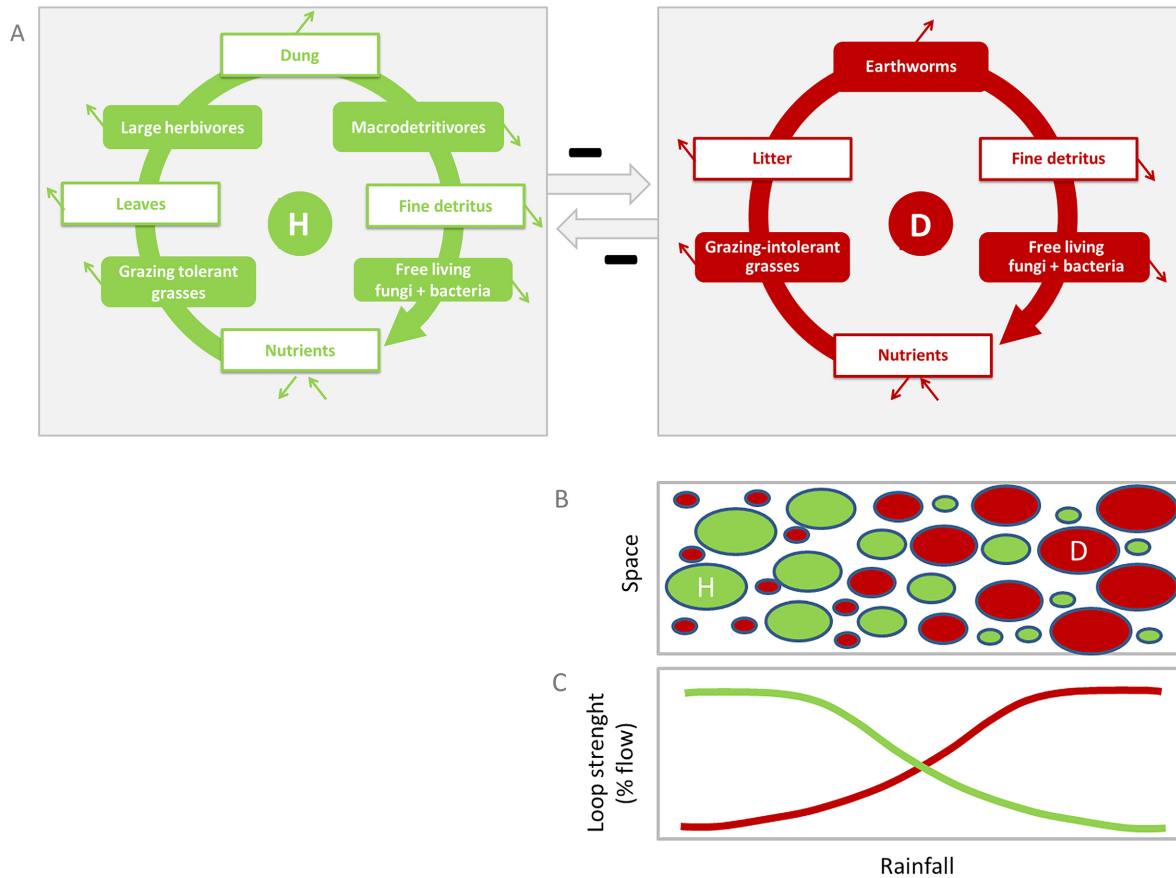 A
Dung
Large herbivores
Macrodetritivores
Leaves
H
Fine detritus
Grazing tolerant
grasses
Free living
fungi + bacteria
Nutrients
Earthworms
Litter
Fine detritus
D
Grazing-intolerant
grasses
Free living
fungi + bacteria
Nutrients
B
Space
H
D
C
Loop strenght
(% flow)
Rainfall